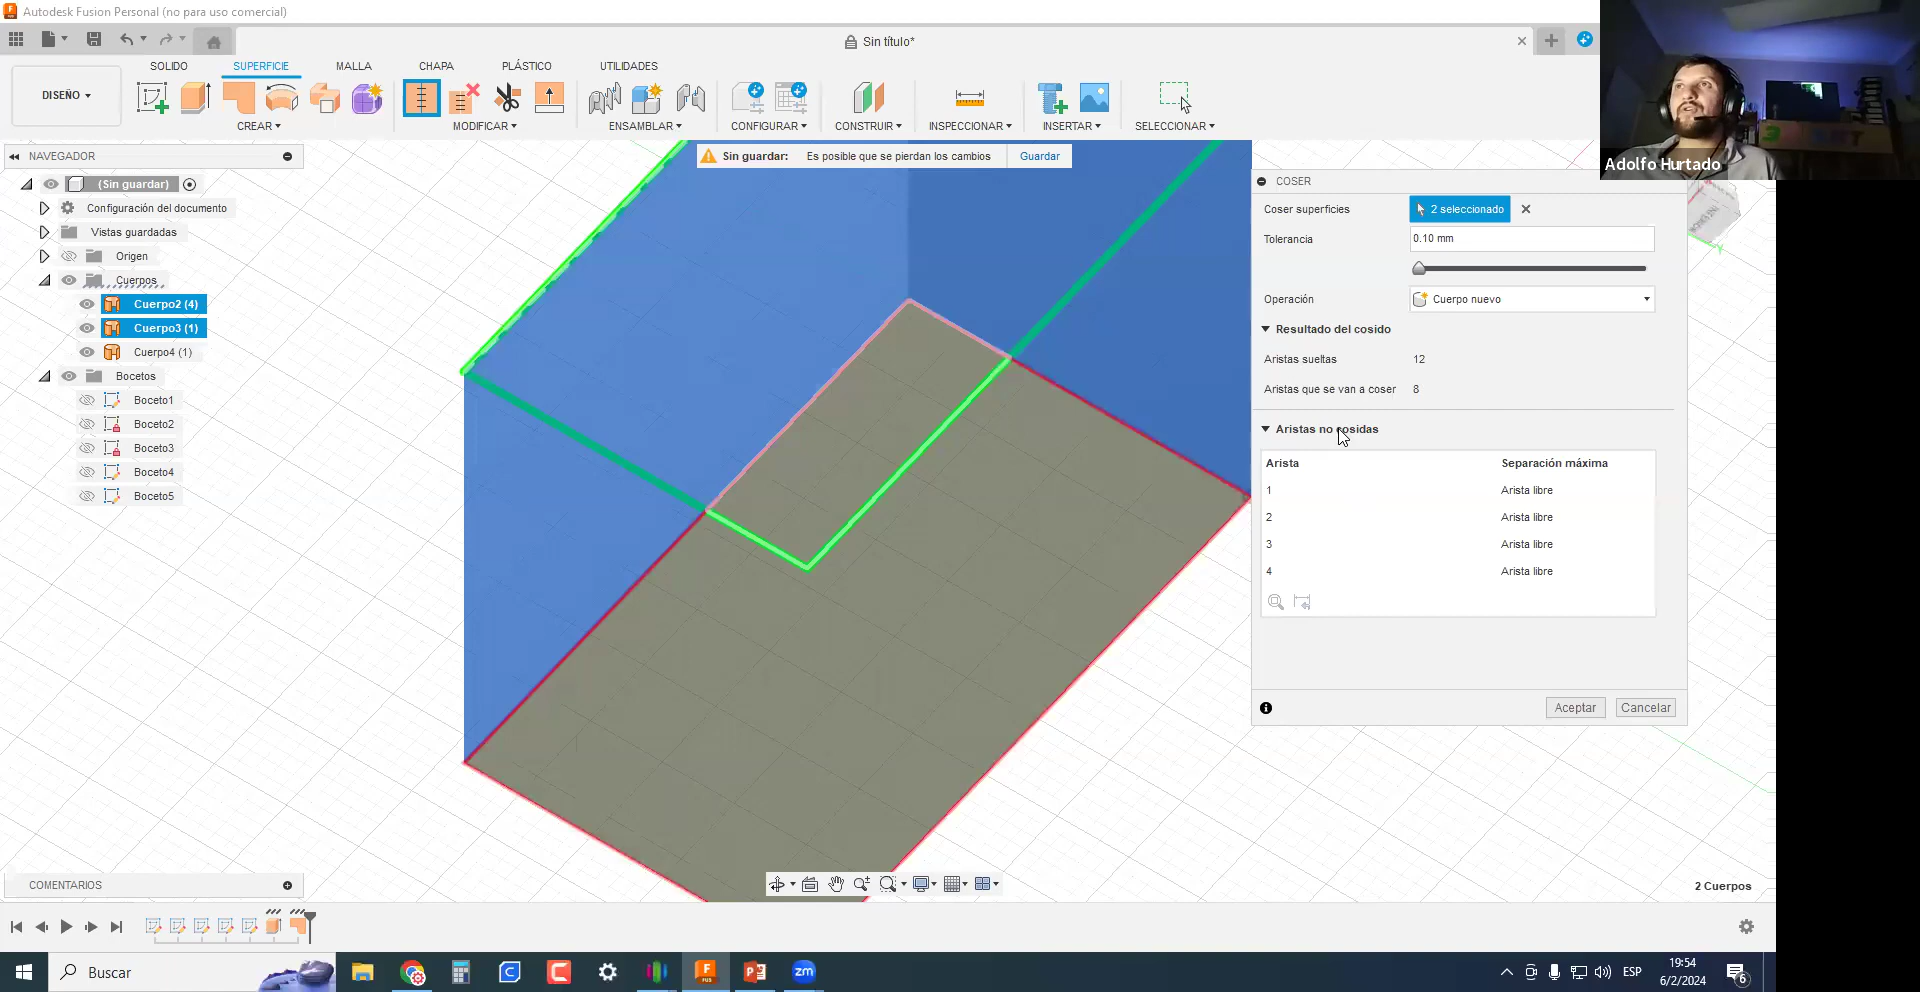 Autodesk Fusion Personal (no para uso comercial)
Sin título*
DISEÑO
SOLIDO
SUPERFICIE
MALLA
CHAPA
PLÁSTICO
UTILIDADES
CREAR
MODIFICAR
ENSAMBLAR
CONFIGURAR
CONSTRUIR
INSPECCIONAR
INSERTAR
SELECCIONAR
Adolfo Hurtado
NAVEGADOR
Sin guardar: Es posible que se pierdan los cambios Guardar
(Sin guardar)
Configuración del documento
Vistas guardadas
Origen
Cuerpos
Cuerpo2 (4)
Cuerpo3 (1)
Cuerpo4 (1)
Bocetos
Boceto1
Boceto2
Boceto3
Boceto4
Boceto5
COSER
Coser superficies 2 seleccionado
Tolerancia 0.10 mm
Operación Cuerpo nuevo
Resultado del cosido
Aristas sueltas 12
Aristas que se van a coser 8
Aristas no cosidas
Arista Separación máxima
1 Arista libre
2 Arista libre
3 Arista libre
4 Arista libre
Aceptar Cancelar
COMENTARIOS
2 Cuerpos
Buscar
F
FUS
P
zm
ESP
19:54
6/2/2024
6